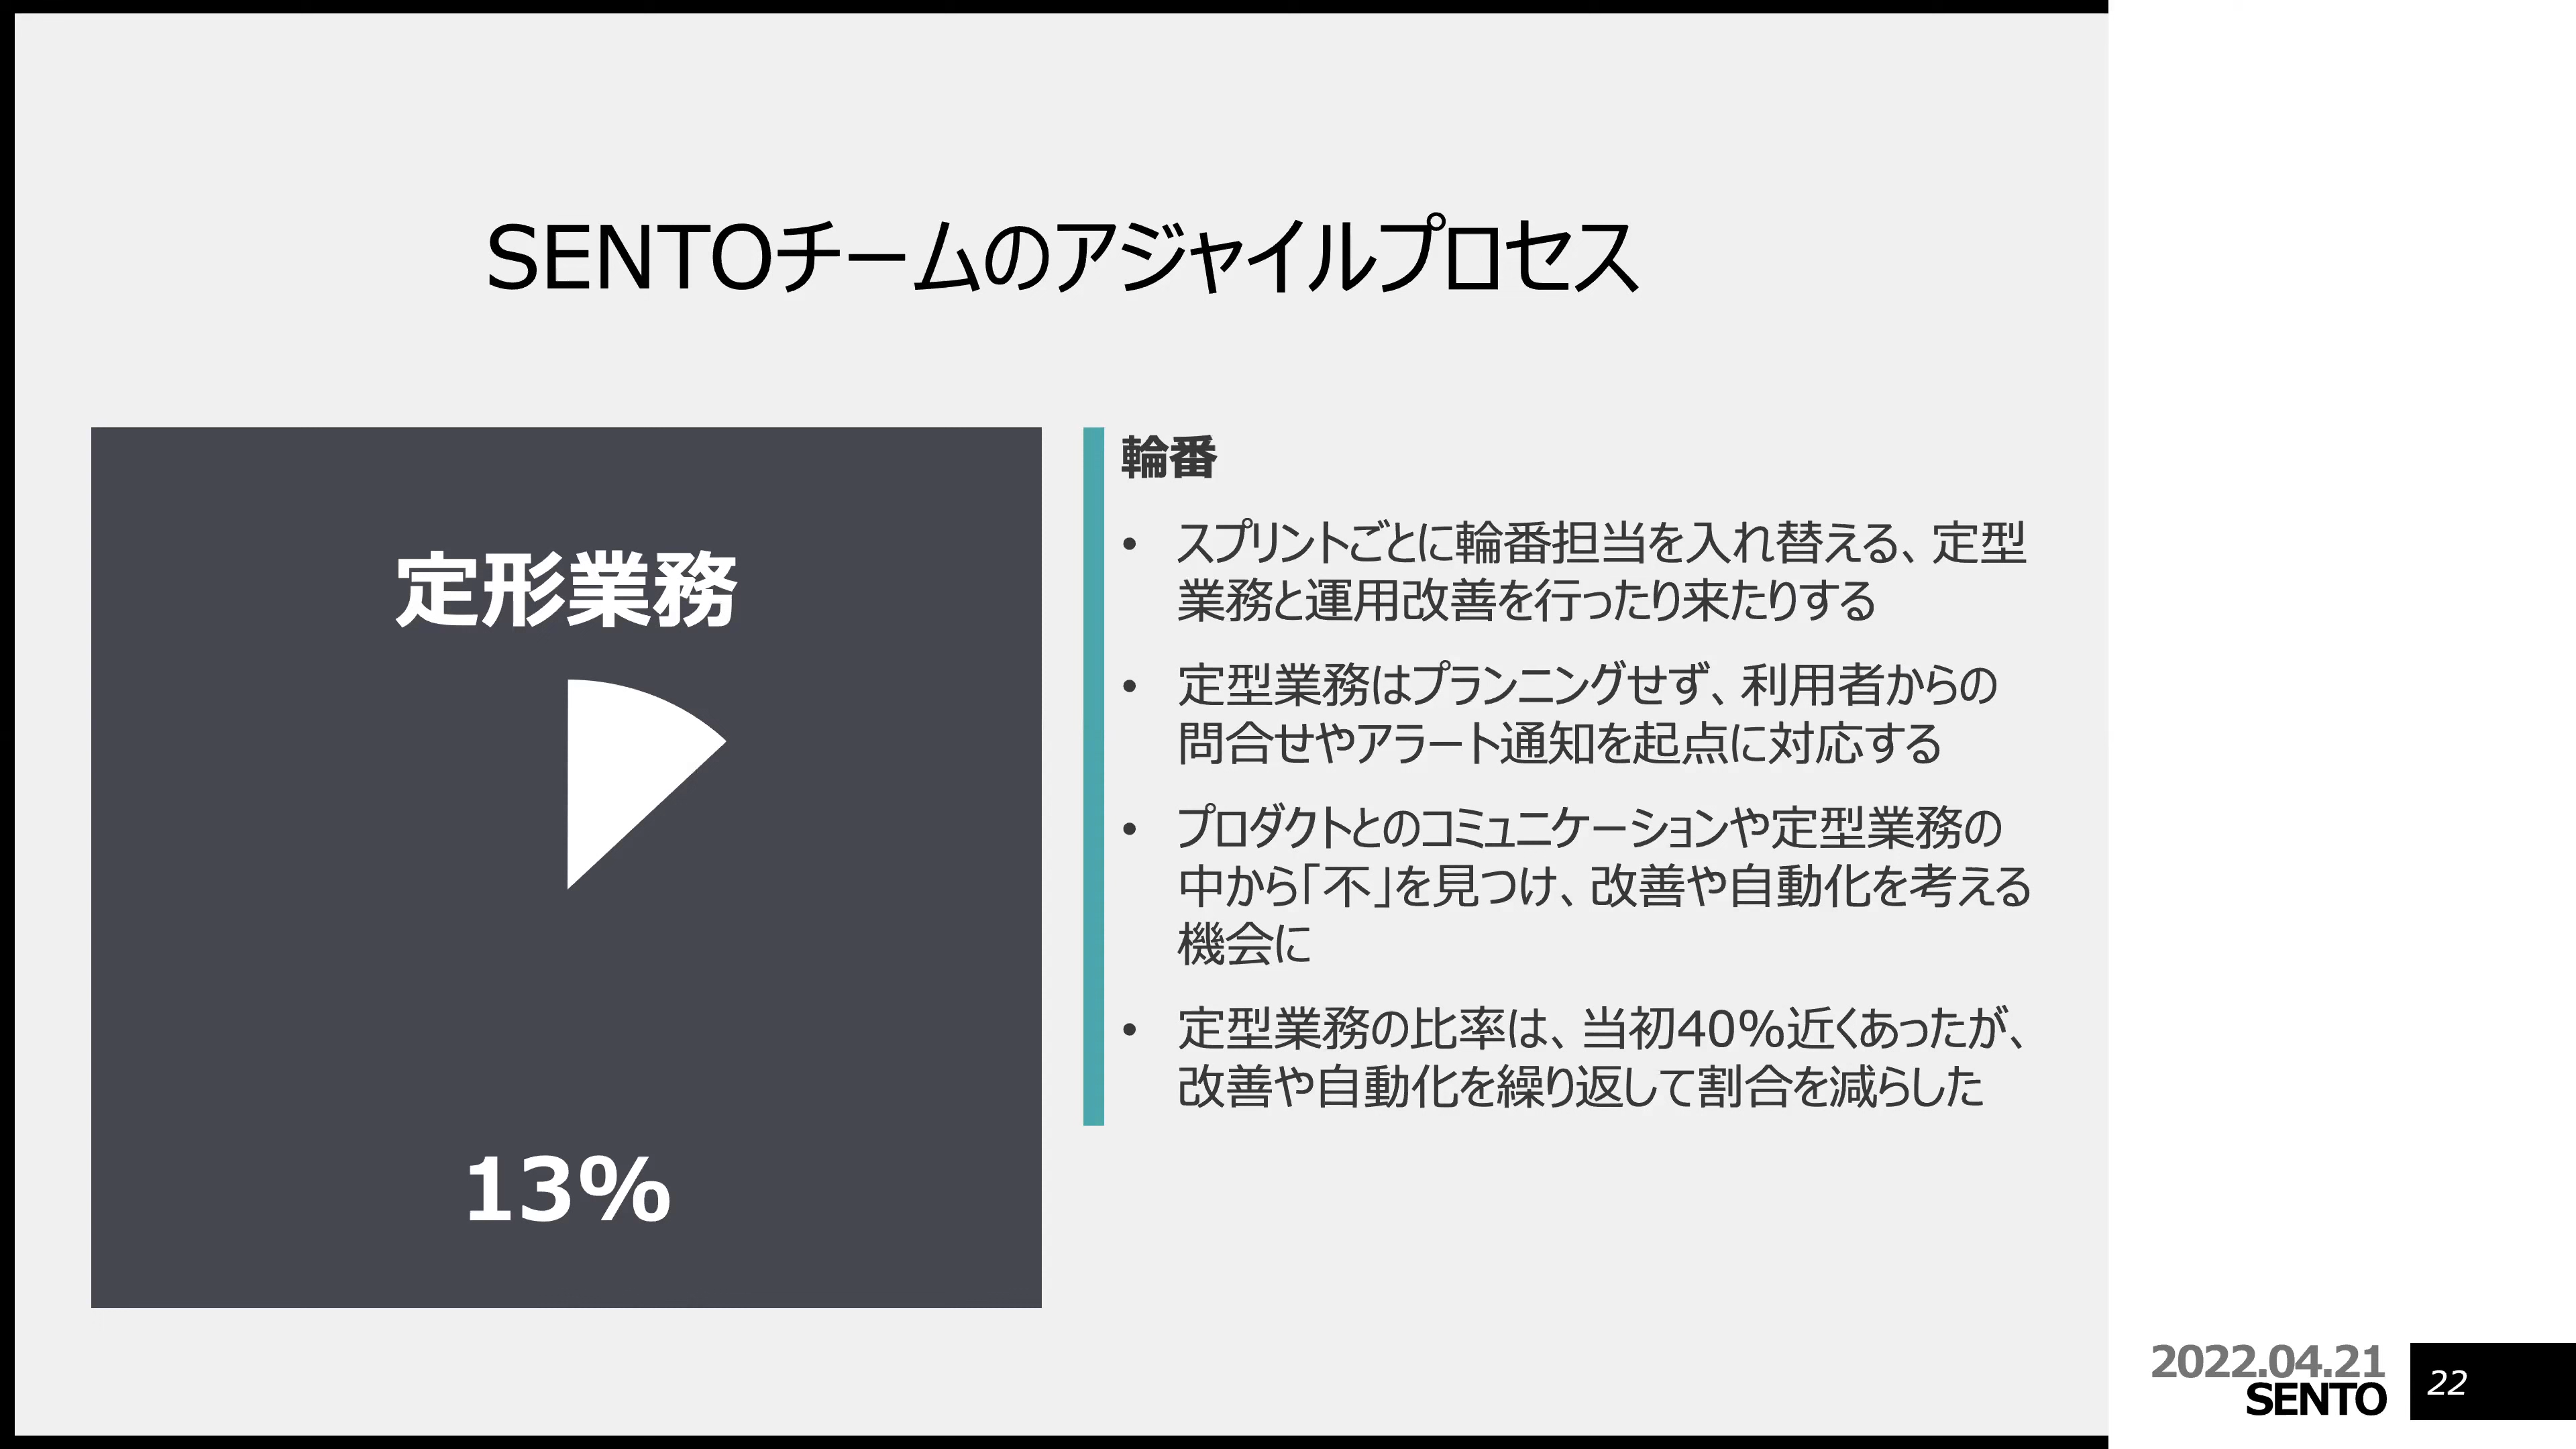 SENTOチームのアジャイルプロセス
定形業務
13%
輪番
• スプリントごとに輪番担当を入れ替える、定型
業務と運用改善を行ったり来たりする
• 定型業務はプランニングせず、利用者からの
問合せやアラート通知を起点に対応する
• プロダクトとのコミュニケーションや定型業務の
中から「不」を見つけ、改善や自動化を考える
機会に
• 定型業務の比率は、当初40%近くあったが、
改善や自動化を繰り返して割合を減らした
2022.04.21
SENTO
22